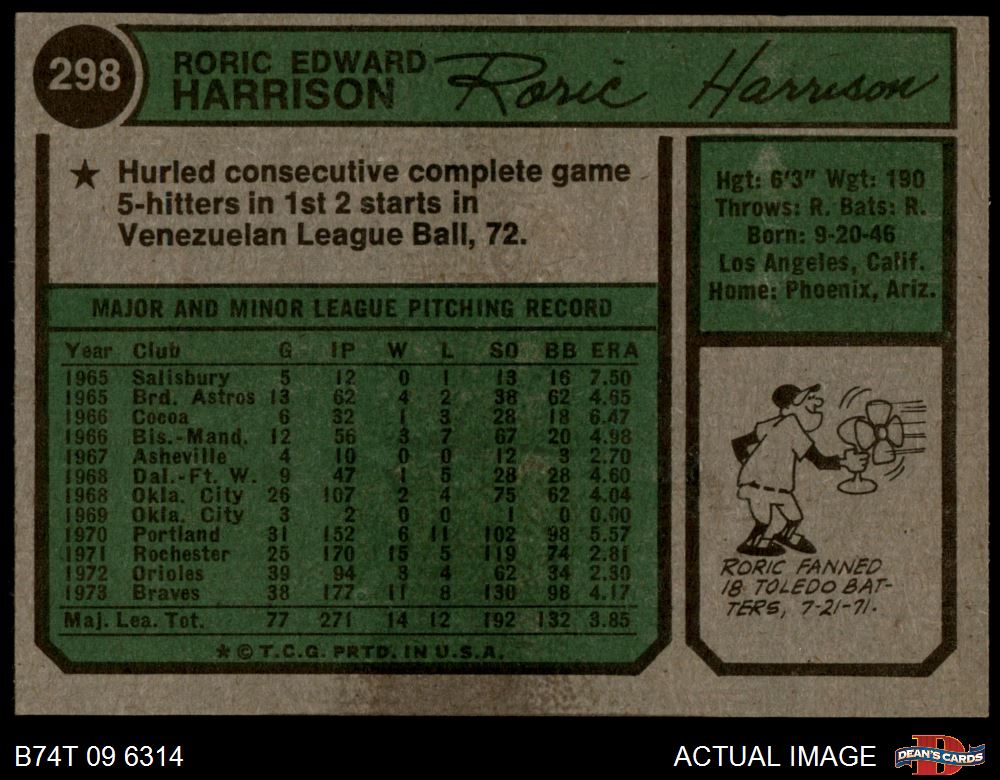 298
RORIC EDWARD
HARRISON
Roric Harrison
★ Hurled consecutive complete game
5-hitters in 1st 2 starts in
Venezuelan League Ball, 72.
Hgt: 6'3" Wgt: 190
Throws: R. Bats: R.
Born: 9-20-46
Los Angeles, Calif.
Home: Phoenix, Ariz.
MAJOR AND MINOR LEAGUE PITCHING RECORD
Year Club G IP W L SO BB ERA
1965 Salisbury 5 12 0 1 13 16 7.50
1965 Brd. Astros 13 62 4 2 38 62 4.65
1966 Cocoa 6 32 1 3 28 18 6.47
1966 Bis.-Mand. 12 56 3 7 67 20 4.98
1967 Asheville 4 10 0 0 12 3 2.70
1968 Dal.-Ft. W. 9 47 1 5 28 28 4.60
1968 Okla. City 26 107 2 4 75 62 4.04
1969 Okla. City 3 2 0 0 1 0 0.00
1970 Portland 31 152 6 11 102 98 5.57
1971 Rochester 25 170 15 5 119 74 2.81
1972 Orioles 39 94 3 4 62 34 2.30
1973 Braves 38 177 11 8 130 98 4.17
Maj. Lea. Tot. 77 271 14 12 192 132 3.85
★ © T.C.G. PRTD. IN U.S.A.
RORIC FANNED
18 TOLEDO BAT-
TERS, 7-21-71.
B74T 09 6314
ACTUAL IMAGE
D
DEAN'S CARDS